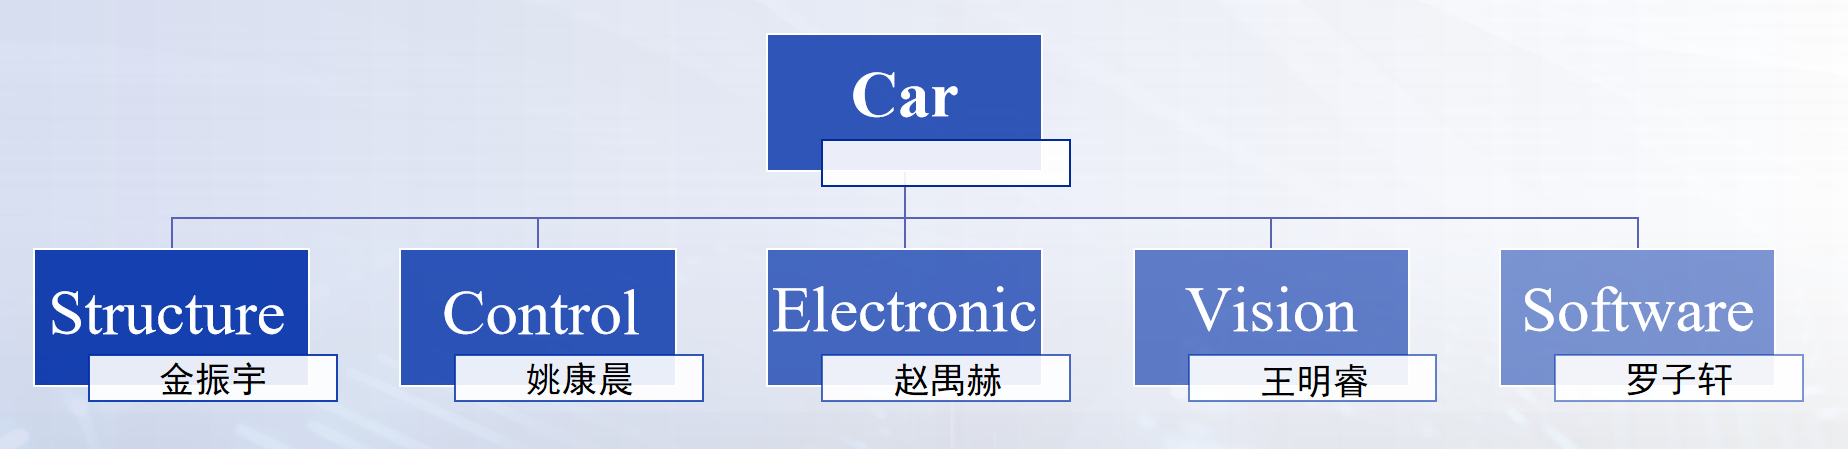 Car
Structure
金振宇
Control
姚康晨
Electronic
赵禺赫
Vision
王明睿
Software
罗子轩